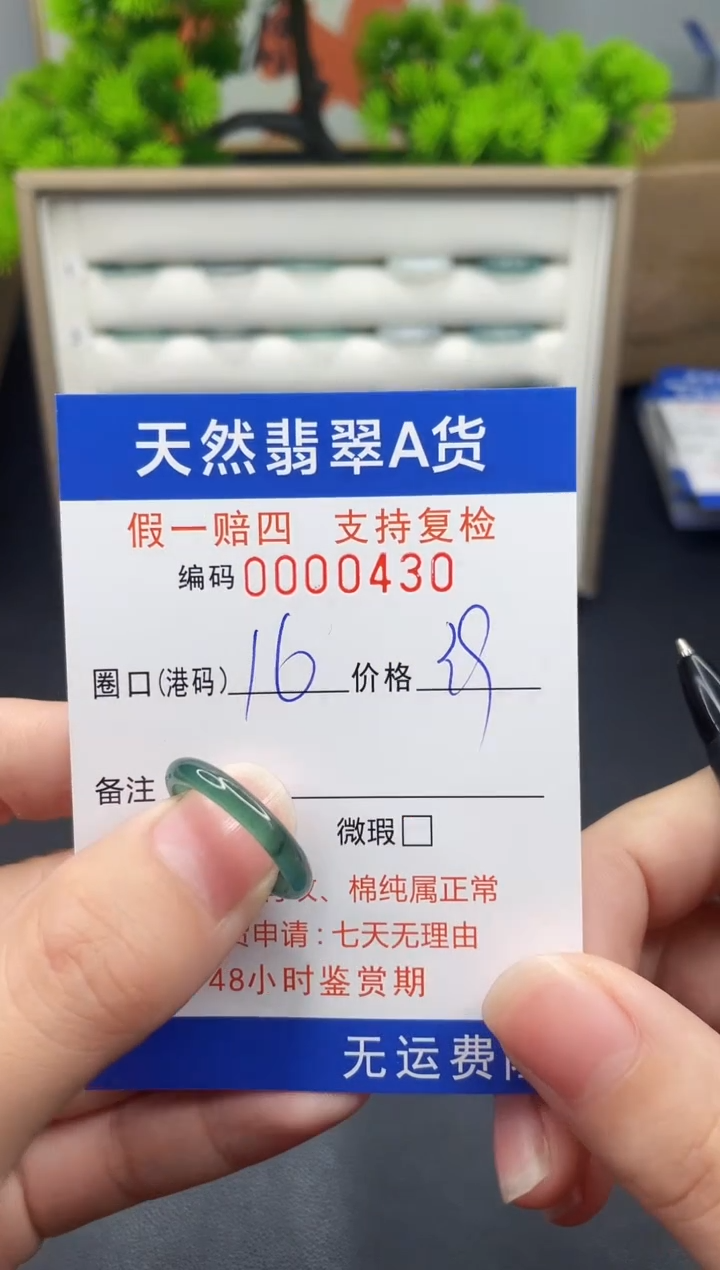 天然翡翠A货
假一赔四 支持复检
编码0000430
圈口(港码) 16 价格
备注
微瑕
、棉纯属正常
申请:七天无理由
48小时鉴赏期
无运费